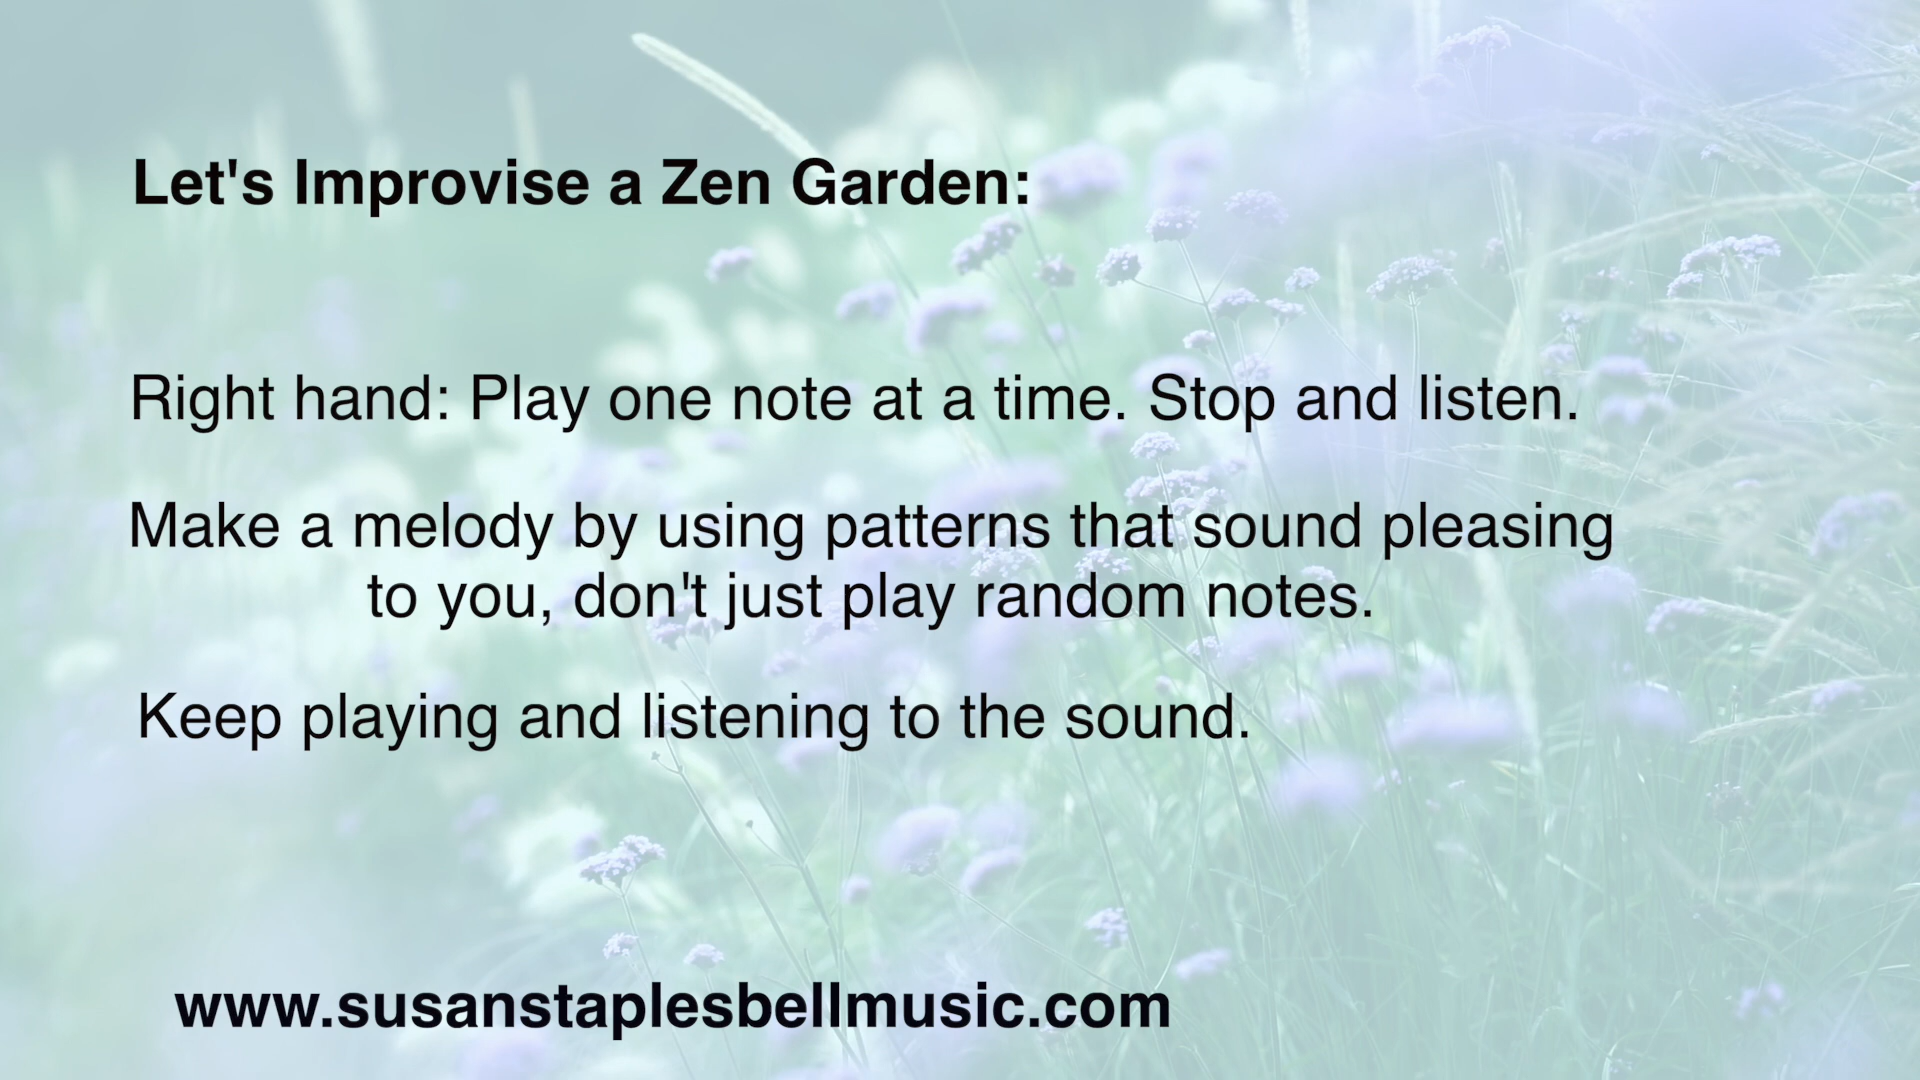 Let's Improvise a Zen Garden:
Right hand: Play one note at a time. Stop and listen.
Make a melody by using patterns that sound pleasing
to you, don't just play random notes.
Keep playing and listening to the sound.
www.susanstaplesbellmusic.com